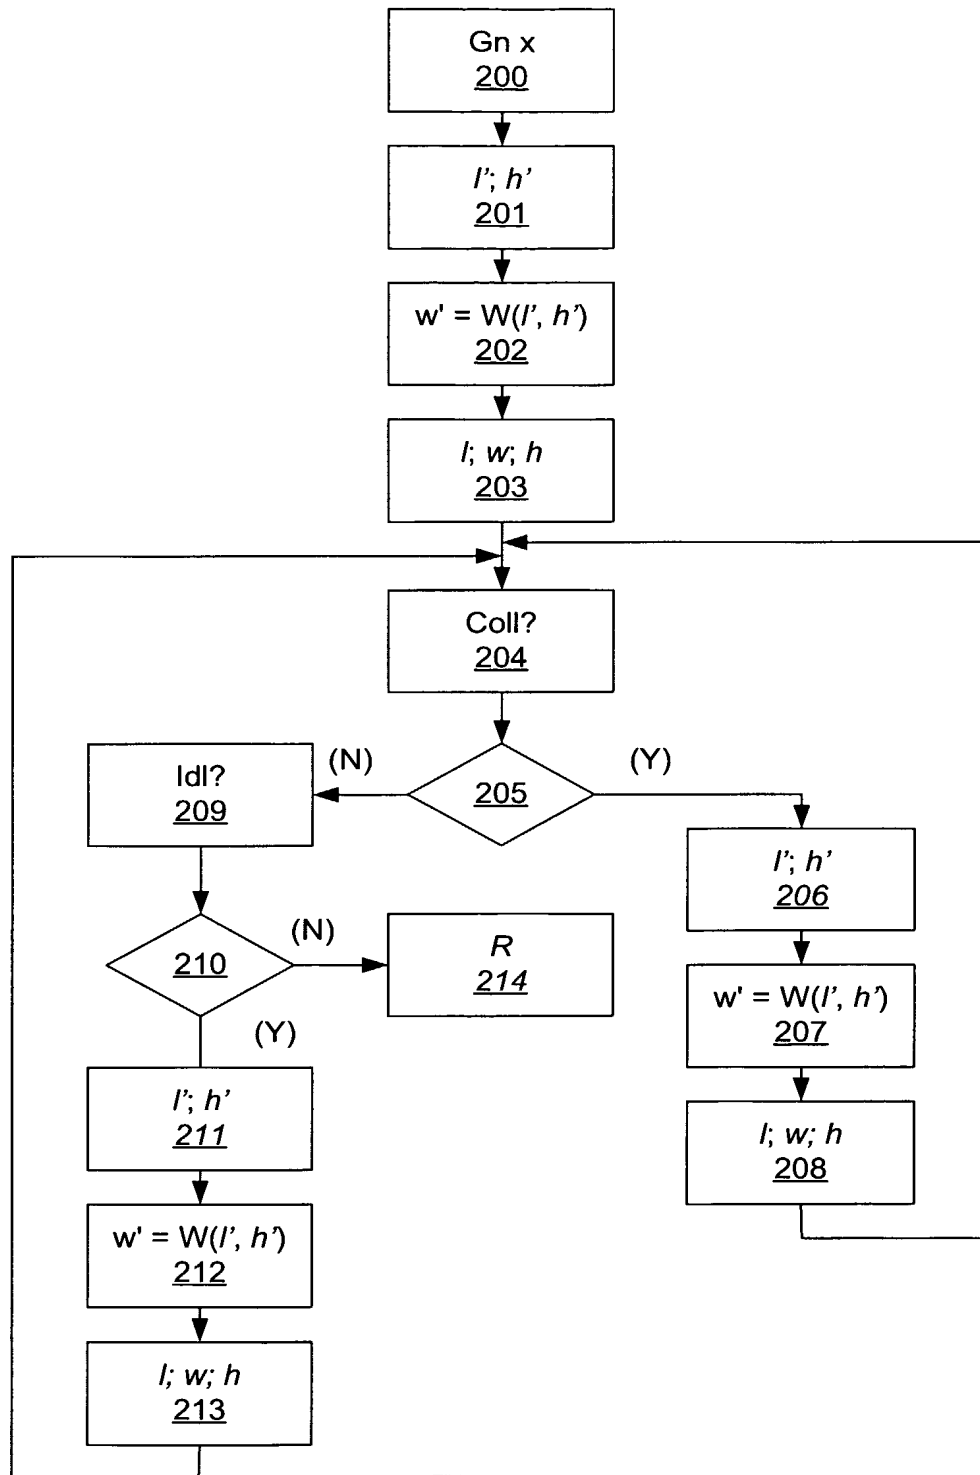 Gn x
200
l'; h'
201
w' = W(l', h')
202
l; w; h
203
Coll?
204
(N)
(Y)
205
Idl?
209
l'; h'
206
(N)
210
R
214
(Y)
w' = W(l', h')
207
l'; h'
211
l; w; h
208
w' = W(l', h')
212
l; w; h
213